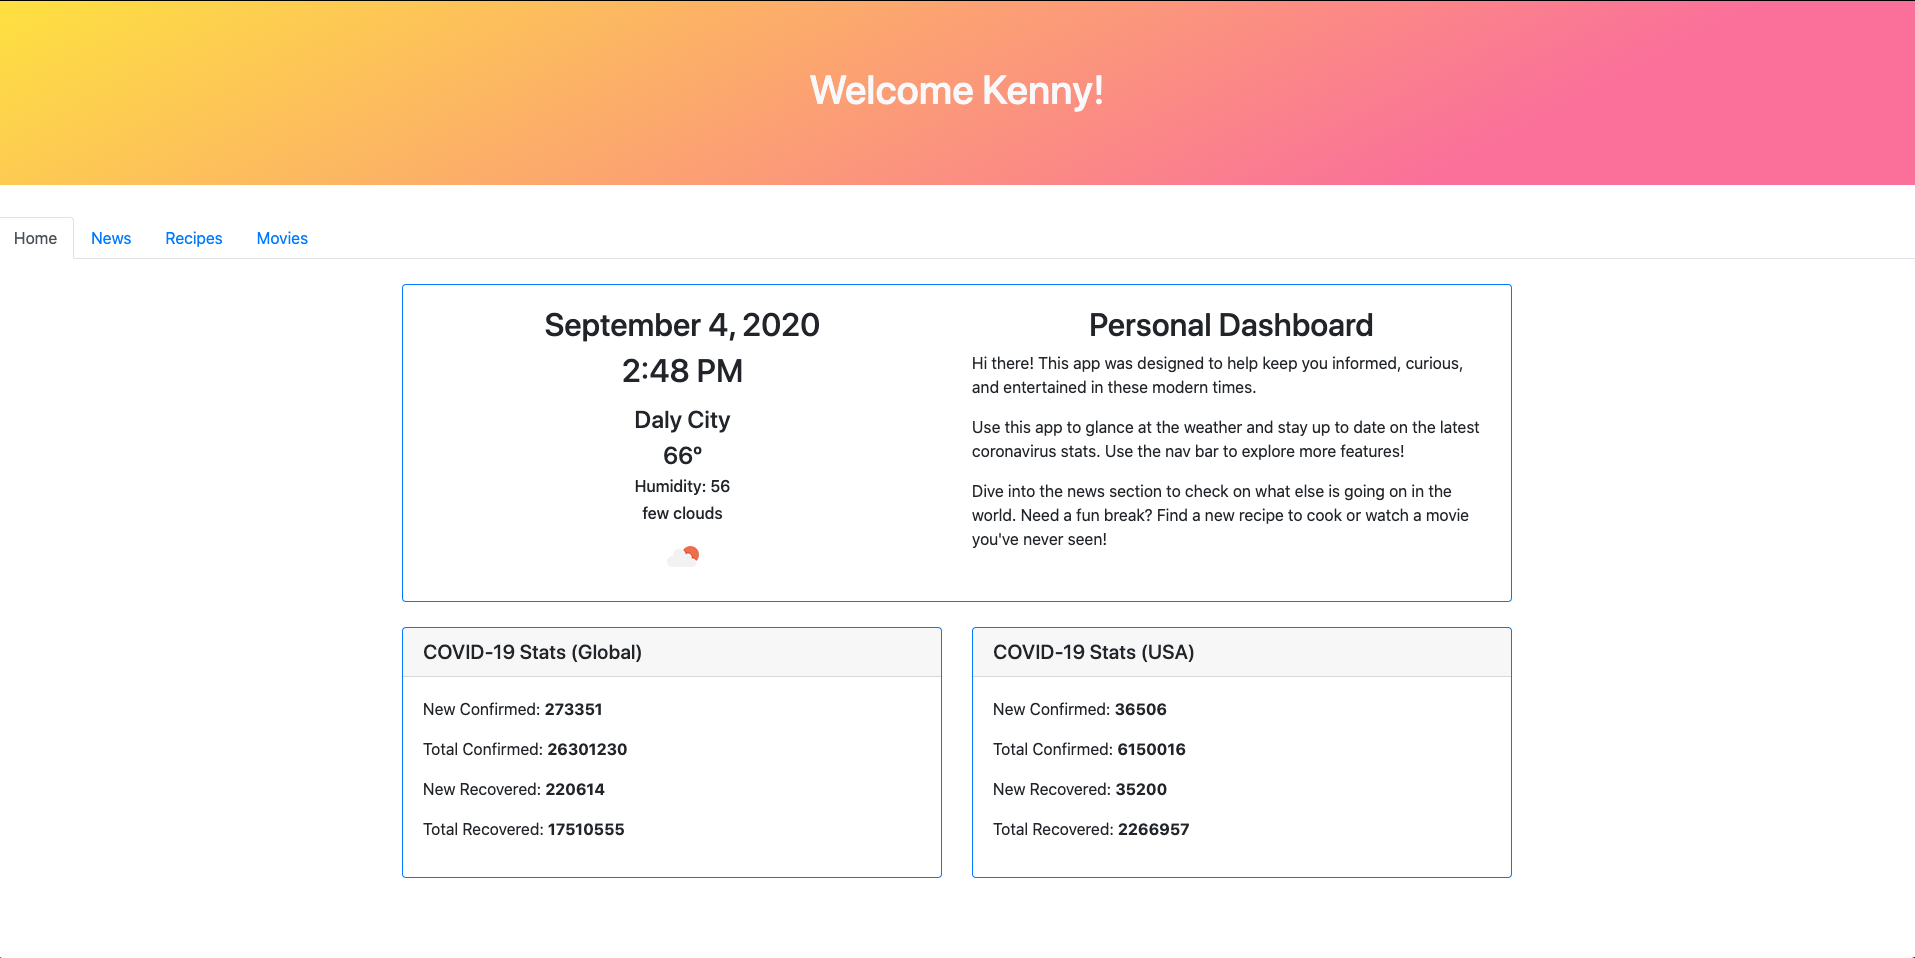 Welcome Kenny!
Home News Recipes Movies
September 4, 2020
2:48 PM
Daly City
66°
Humidity: 56
few clouds
Personal Dashboard
Hi there! This app was designed to help keep you informed, curious,
and entertained in these modern times.
Use this app to glance at the weather and stay up to date on the latest
coronavirus stats. Use the nav bar to explore more features!
Dive into the news section to check on what else is going on in the
world. Need a fun break? Find a new recipe to cook or watch a movie
you've never seen!
COVID-19 Stats (Global)
New Confirmed: 273351
Total Confirmed: 26301230
New Recovered: 220614
Total Recovered: 17510555
COVID-19 Stats (USA)
New Confirmed: 36506
Total Confirmed: 6150016
New Recovered: 35200
Total Recovered: 2266957